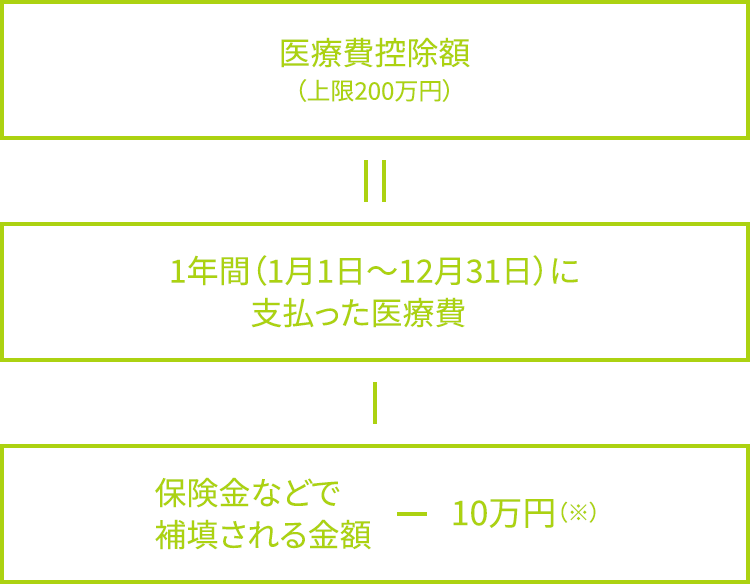 医療費控除額
（上限200万円）
1年間（1月1日～12月31日）に
支払った医療費
保険金などで
補填される金額
ー 10万円（※）